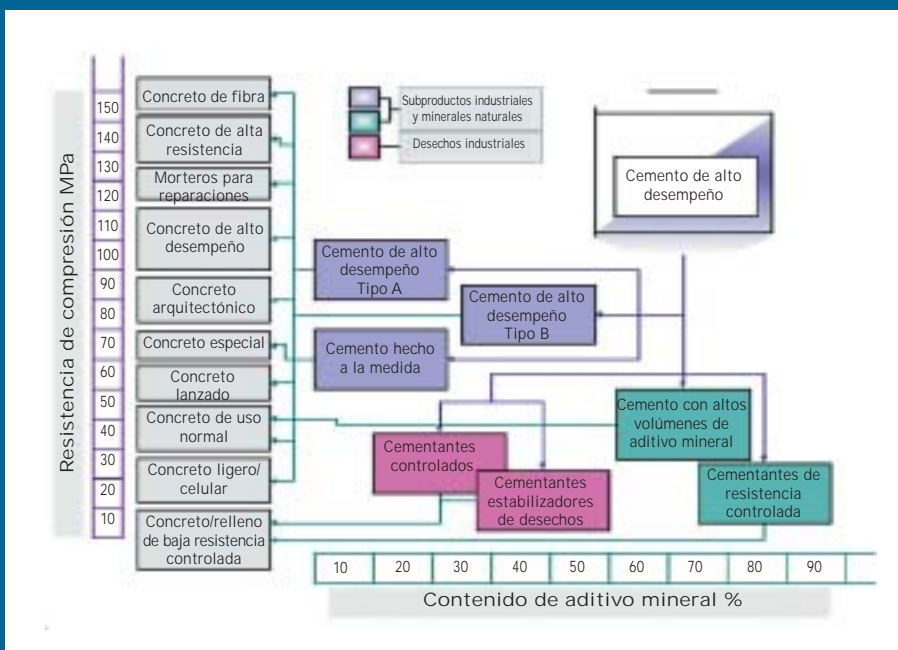 Resistencia de compresión MPa
150
140
130
120
110
100
90
80
70
60
50
40
30
20
10
Concreto de fibra
Concreto de alta
resistencia
Morteros para
reparaciones
Concreto de alto
desempeño
Concreto
arquitectónico
Concreto especial
Concreto
lanzado
Concreto de uso
normal
Concreto ligero/
celular
Concreto/relleno
de baja resistencia
controlada
Subproductos industriales
y minerales naturales
Desechos industriales
Cemento de alto
desempeño
Cemento de alto
desempeño
Tipo A
Cemento de alto
desempeño
Tipo B
Cemento hecho
a la medida
Cemento con altos
volúmenes de
aditivo mineral
Cementantes
controlados
Cementantes
estabilizadores
de desechos
Cementantes de
resistencia
controlada
10 20 30 40 50 60 70 80 90
Contenido de aditivo mineral %